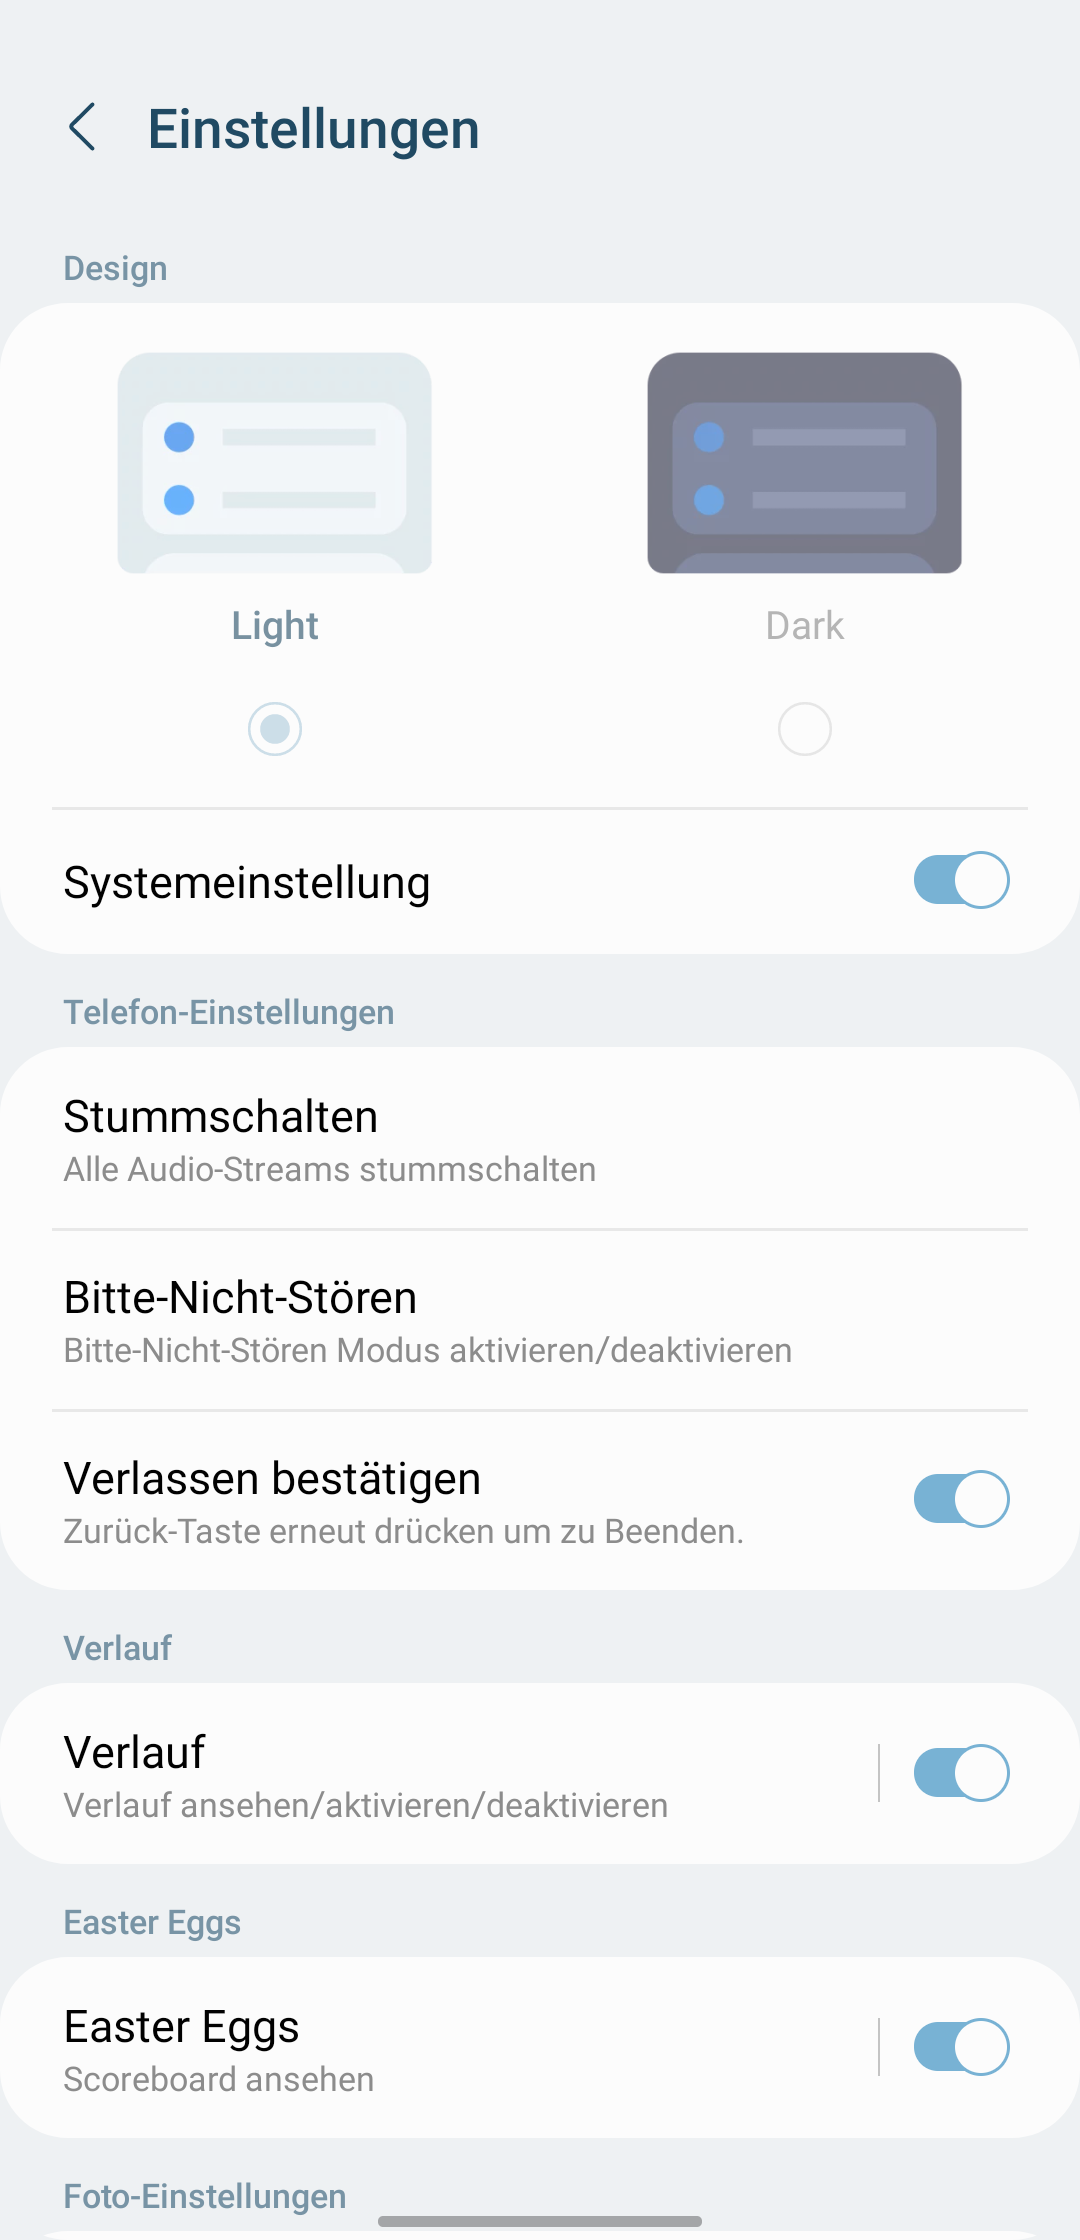 Einstellungen
Design
Light
Dark
Systemeinstellung
Telefon-Einstellungen
Stummschalten
Alle Audio-Streams stummschalten
Bitte-Nicht-Stören
Bitte-Nicht-Stören Modus aktivieren/deaktivieren
Verlassen bestätigen
Zurück-Taste erneut drücken um zu Beenden.
Verlauf
Verlauf
Verlauf ansehen/aktivieren/deaktivieren
Easter Eggs
Easter Eggs
Scoreboard ansehen
Foto-Einstellungen